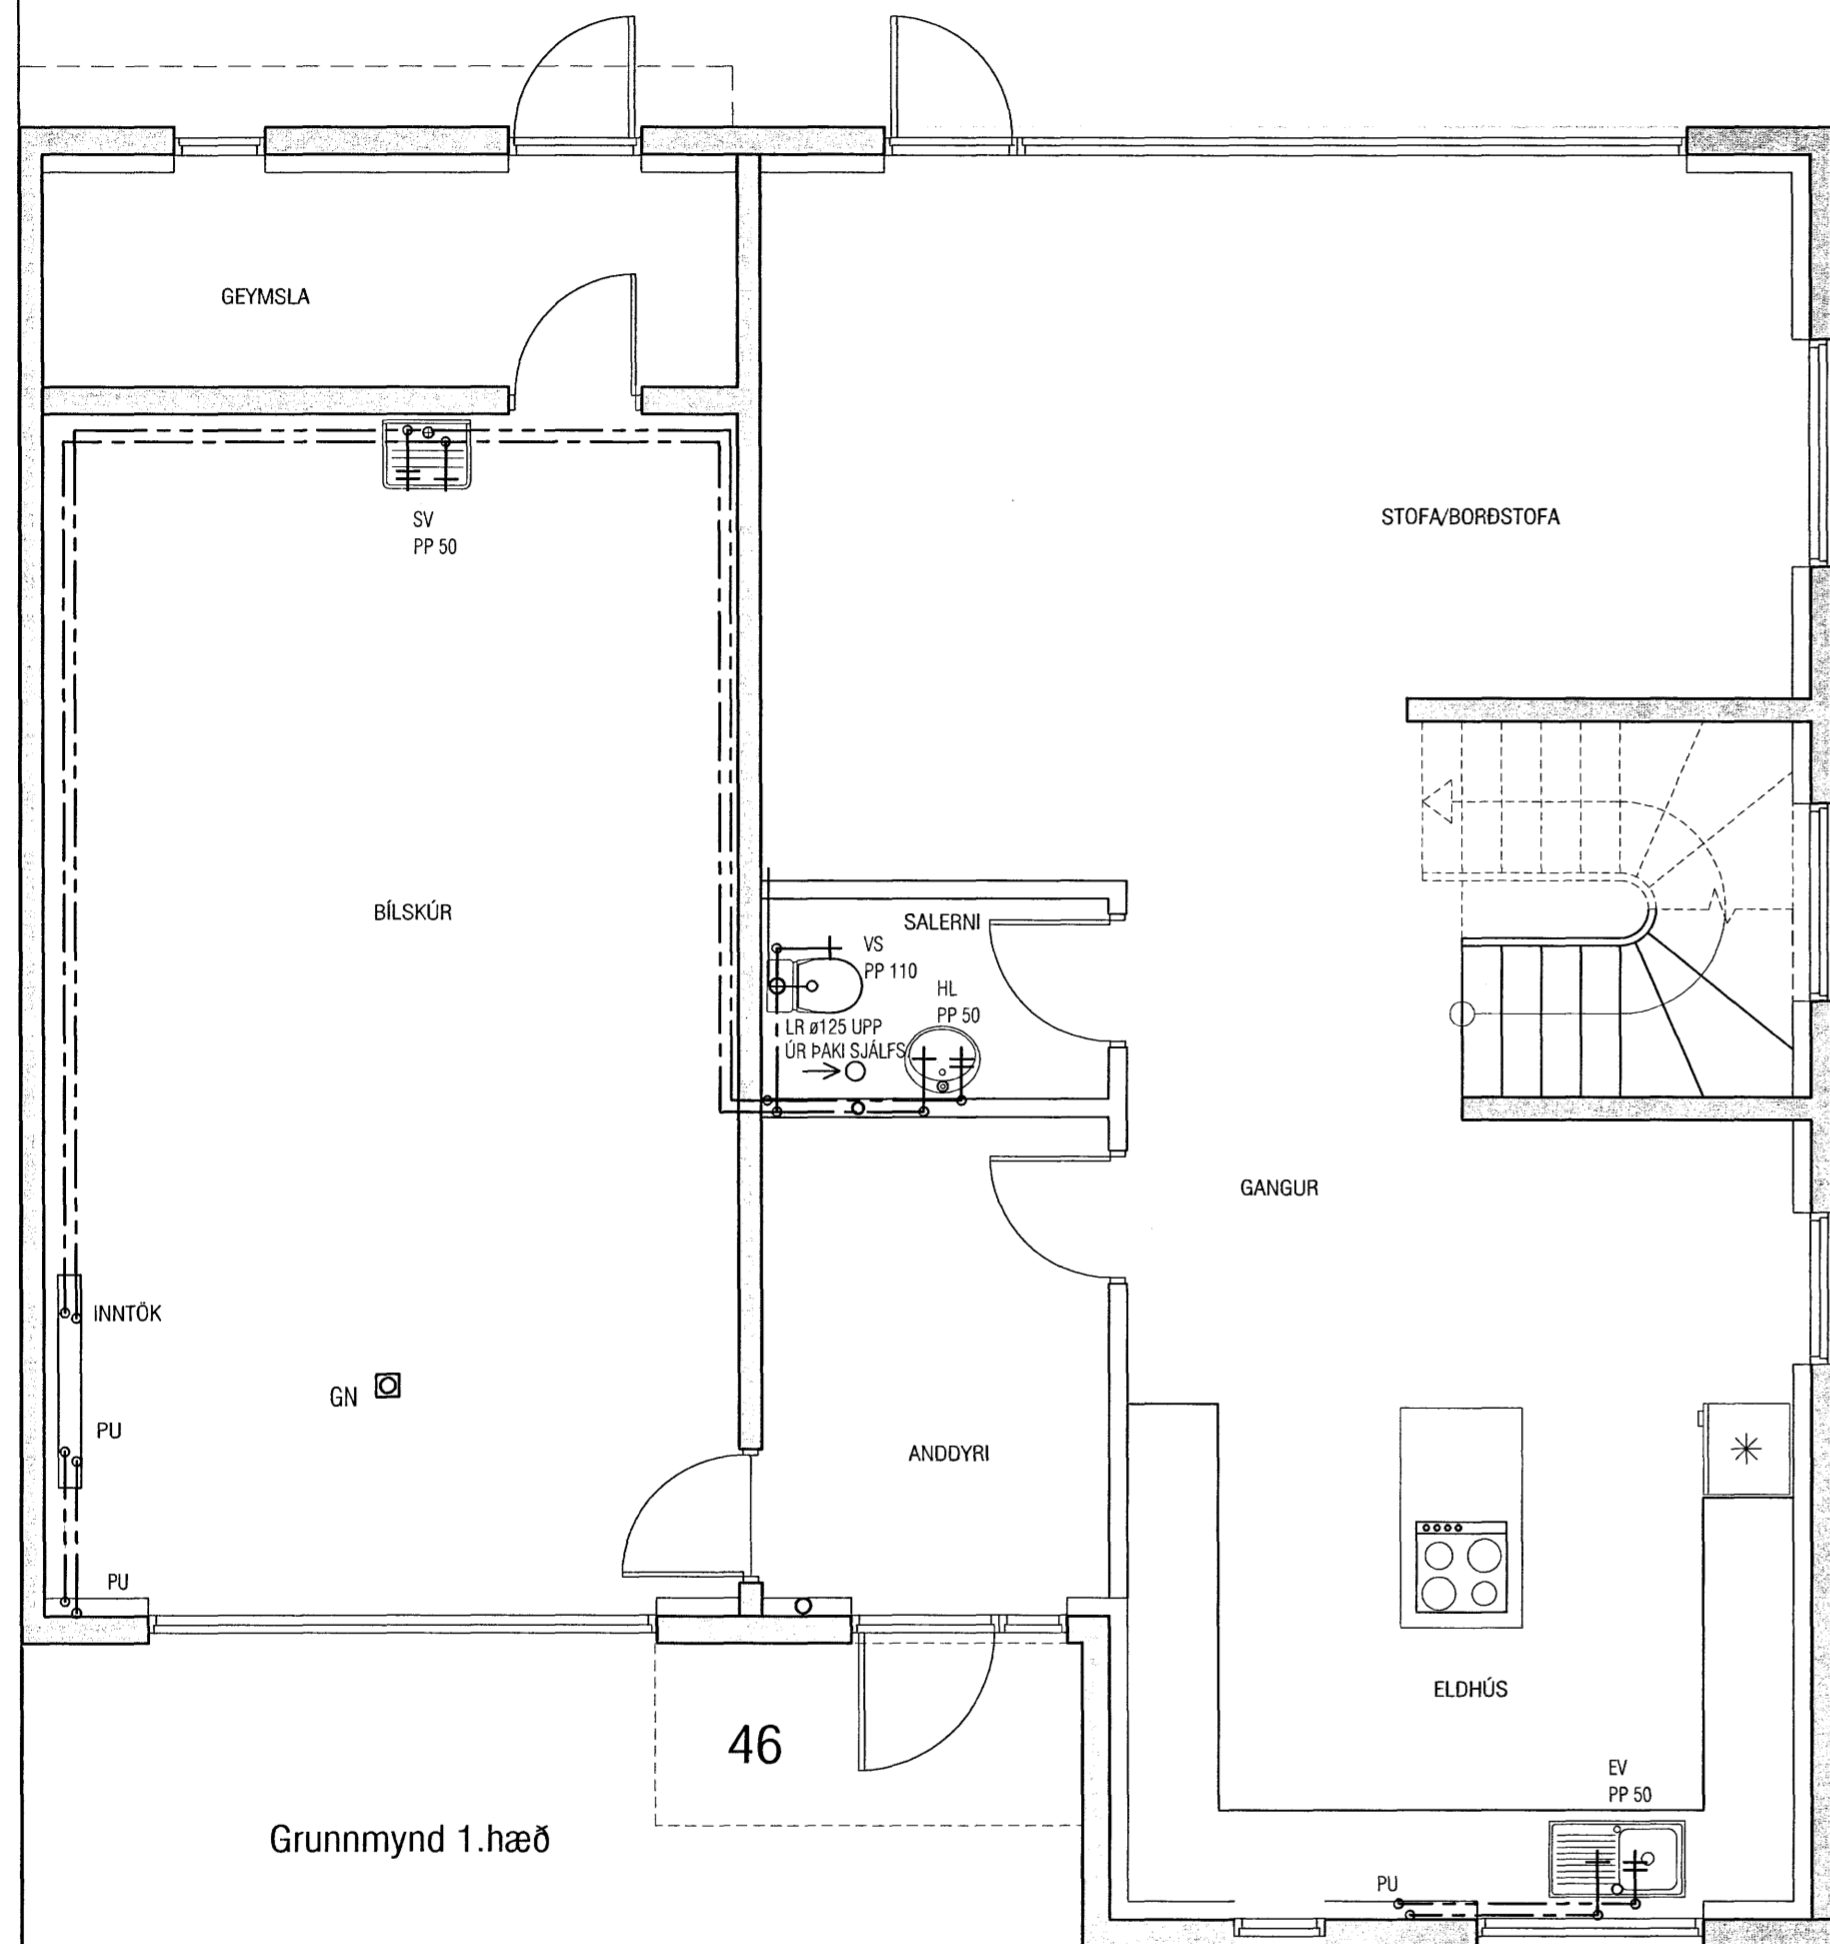 GEYMSLA
STOFA/BORÐSTOFA
SV
PP 50
BÍLSKÚR
SALERNI
VS
PP 110
HL
PP 50
LR ø125 UPP
ÚR ÞAKI SJÁLFS.
GANGUR
INNTÖK
GN
PU
ANDDYRI
PU
ELDHÚS
46
EV
PP 50
Grunnmynd 1.hæð
PU